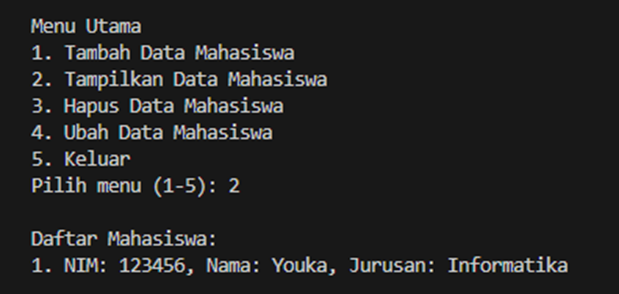 Menu Utama
1. Tambah Data Mahasiswa
2. Tampilkan Data Mahasiswa
3. Hapus Data Mahasiswa
4. Ubah Data Mahasiswa
5. Keluar
Pilih menu (1-5): 2
Daftar Mahasiswa:
1. NIM: 123456, Nama: Youka, Jurusan: Informatika